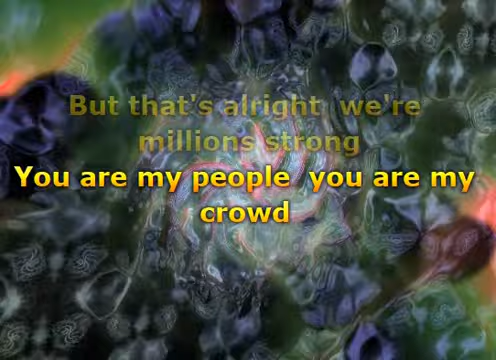 But that's alright  we're
millions strong
You are my people  you are my
crowd